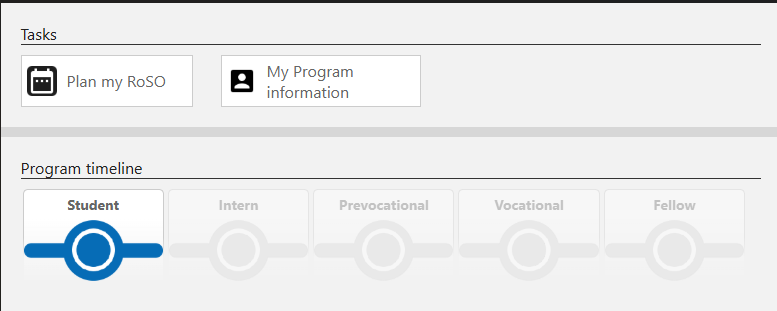 Tasks
Plan my RoSO
My Program
information
Program timeline
Student
Intern
Prevocational
Vocational
Fellow